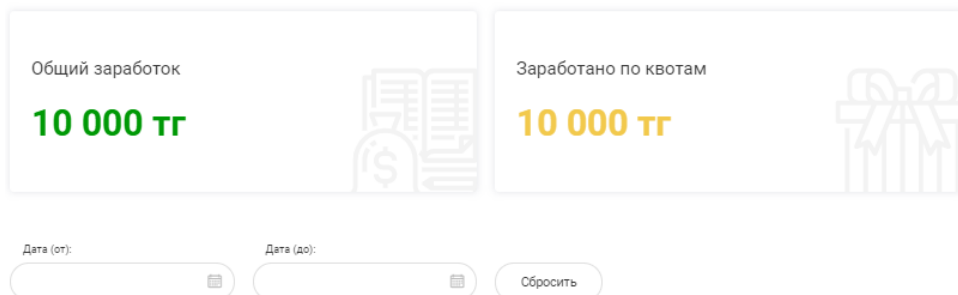 Общий заработок
10 000 тг
Заработано по квотам
10 000 тг
Дата (от):
Дата (до):
Сбросить